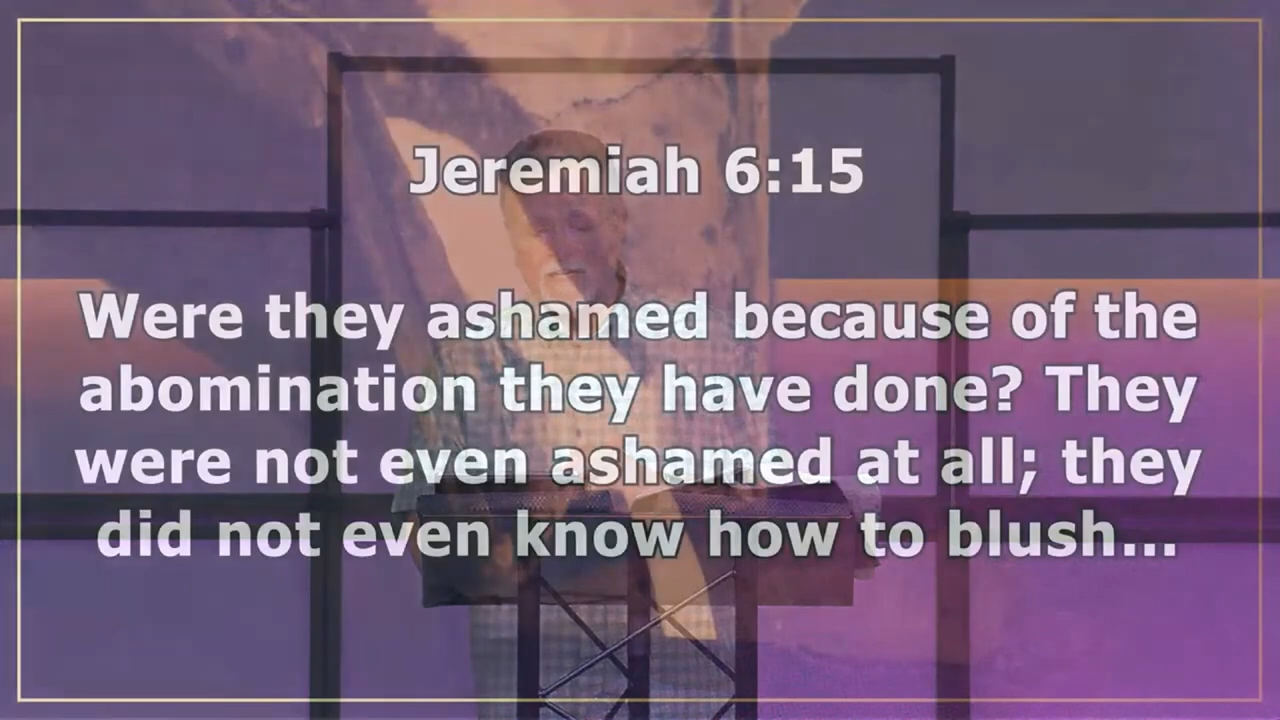 Jeremiah 6:15
Were they ashamed because of the
abomination they have done? They
were not even ashamed at all; they
did not even know how to blush...